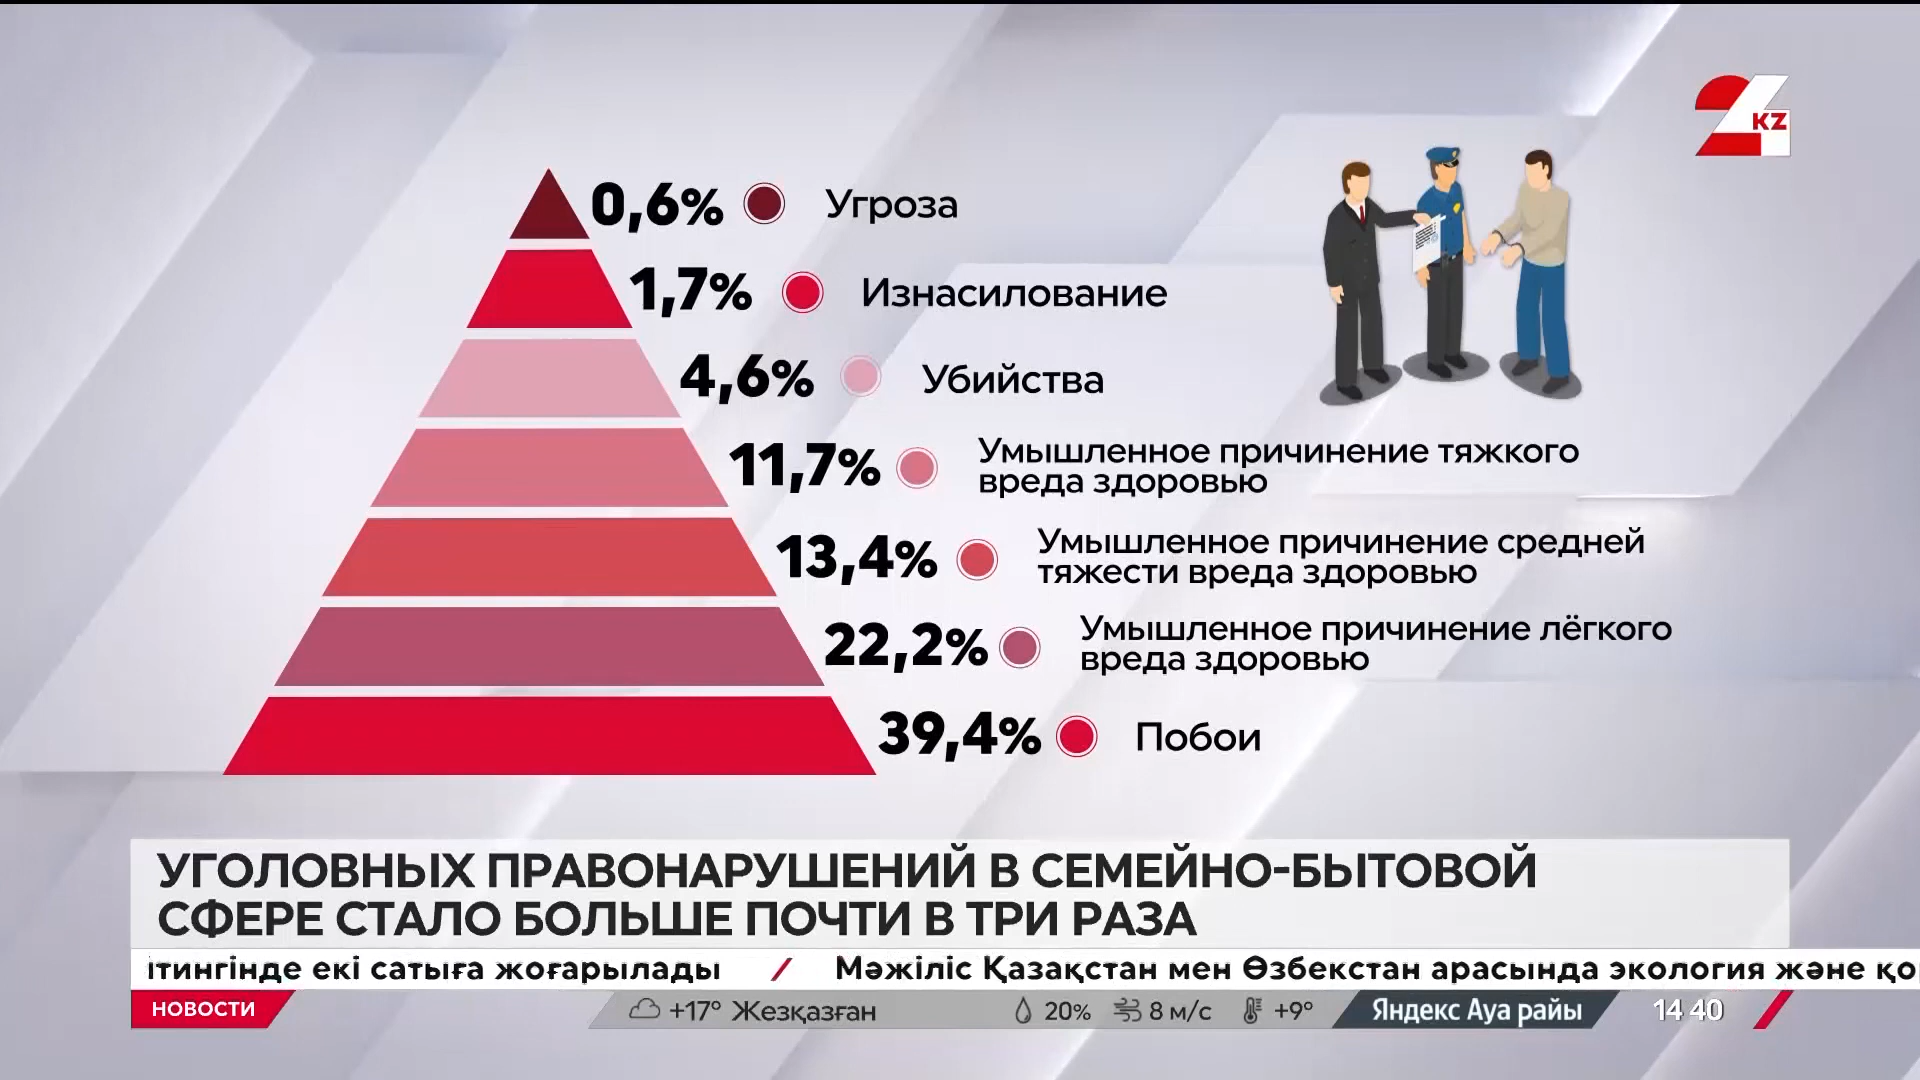 24 KZ
0,6% Угроза
1,7% Изнасилование
4,6% Убийства
11,7% Умышленное причинение тяжкого
вреда здоровью
13,4% Умышленное причинение средней
тяжести вреда здоровью
22,2% Умышленное причинение лёгкого
вреда здоровью
39,4% Побои
УГОЛОВНЫХ ПРАВОНАРУШЕНИЙ В СЕМЕЙНО-БЫТОВОЙ
СФЕРЕ СТАЛО БОЛЬШЕ ПОЧТИ В ТРИ РАЗА
екі сатыға жоғарылады / Мәжіліс Қазақстан мен Өзбекстан арасында экология және
НОВОСТИ +17° Жезқазған 20% 8 м/с +9° Яндекс Ауа райы 14 40